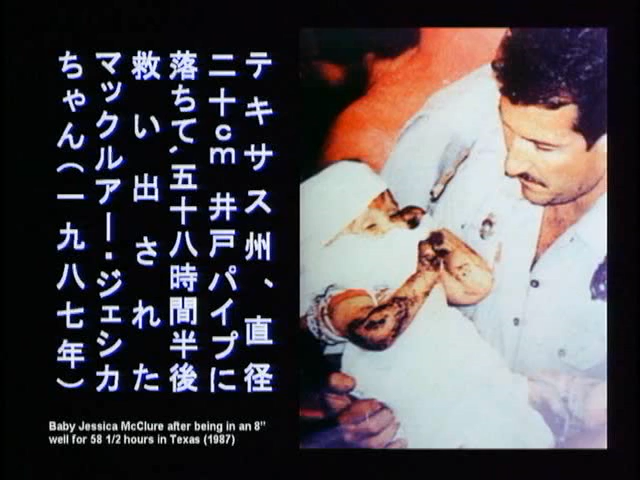 テキサス州、直径
二十cm 井戸パイプに
落ちて、五十八時間半後
救い出された
マックルアー・ジェシカ
ちゃん(一九八七年)
Baby Jessica McClure after being in an 8"
well for 58 1/2 hours in Texas (1987)